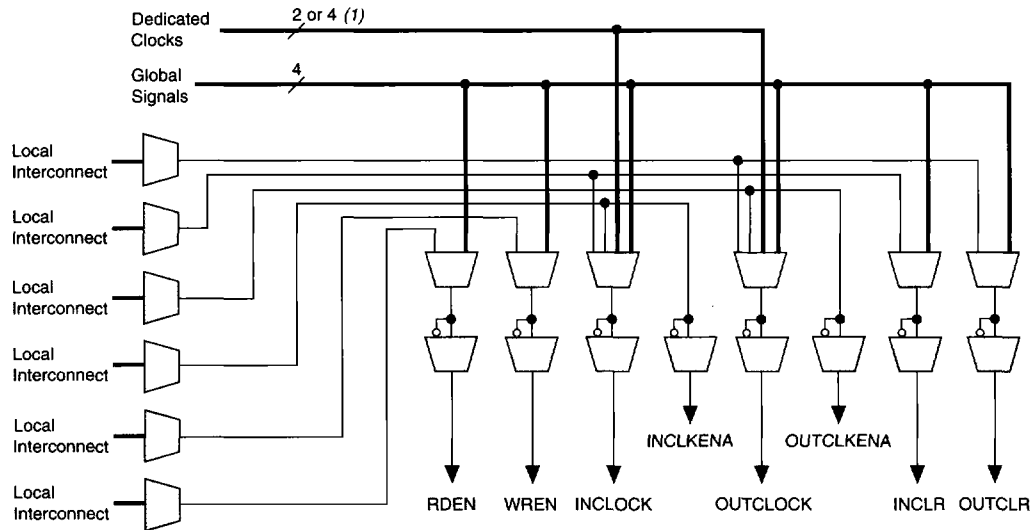 Dedicated
Clocks
2 or 4 (1)
Global
Signals
4
Local
Interconnect
Local
Interconnect
Local
Interconnect
Local
Interconnect
Local
Interconnect
Local
Interconnect
INCLKENA
OUTCLKENA
RDEN
WREN
INCLOCK
OUTCLOCK
INCLR
OUTCLR